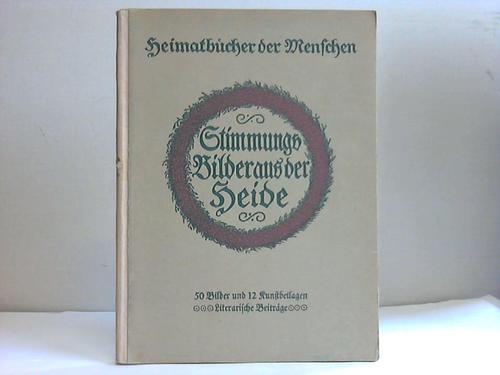 Heimatbücher der Menschen
Stimmungs
Bilder aus der
Heide
50 Bilder und 12 Kunstbeilagen
Literarische Beiträge